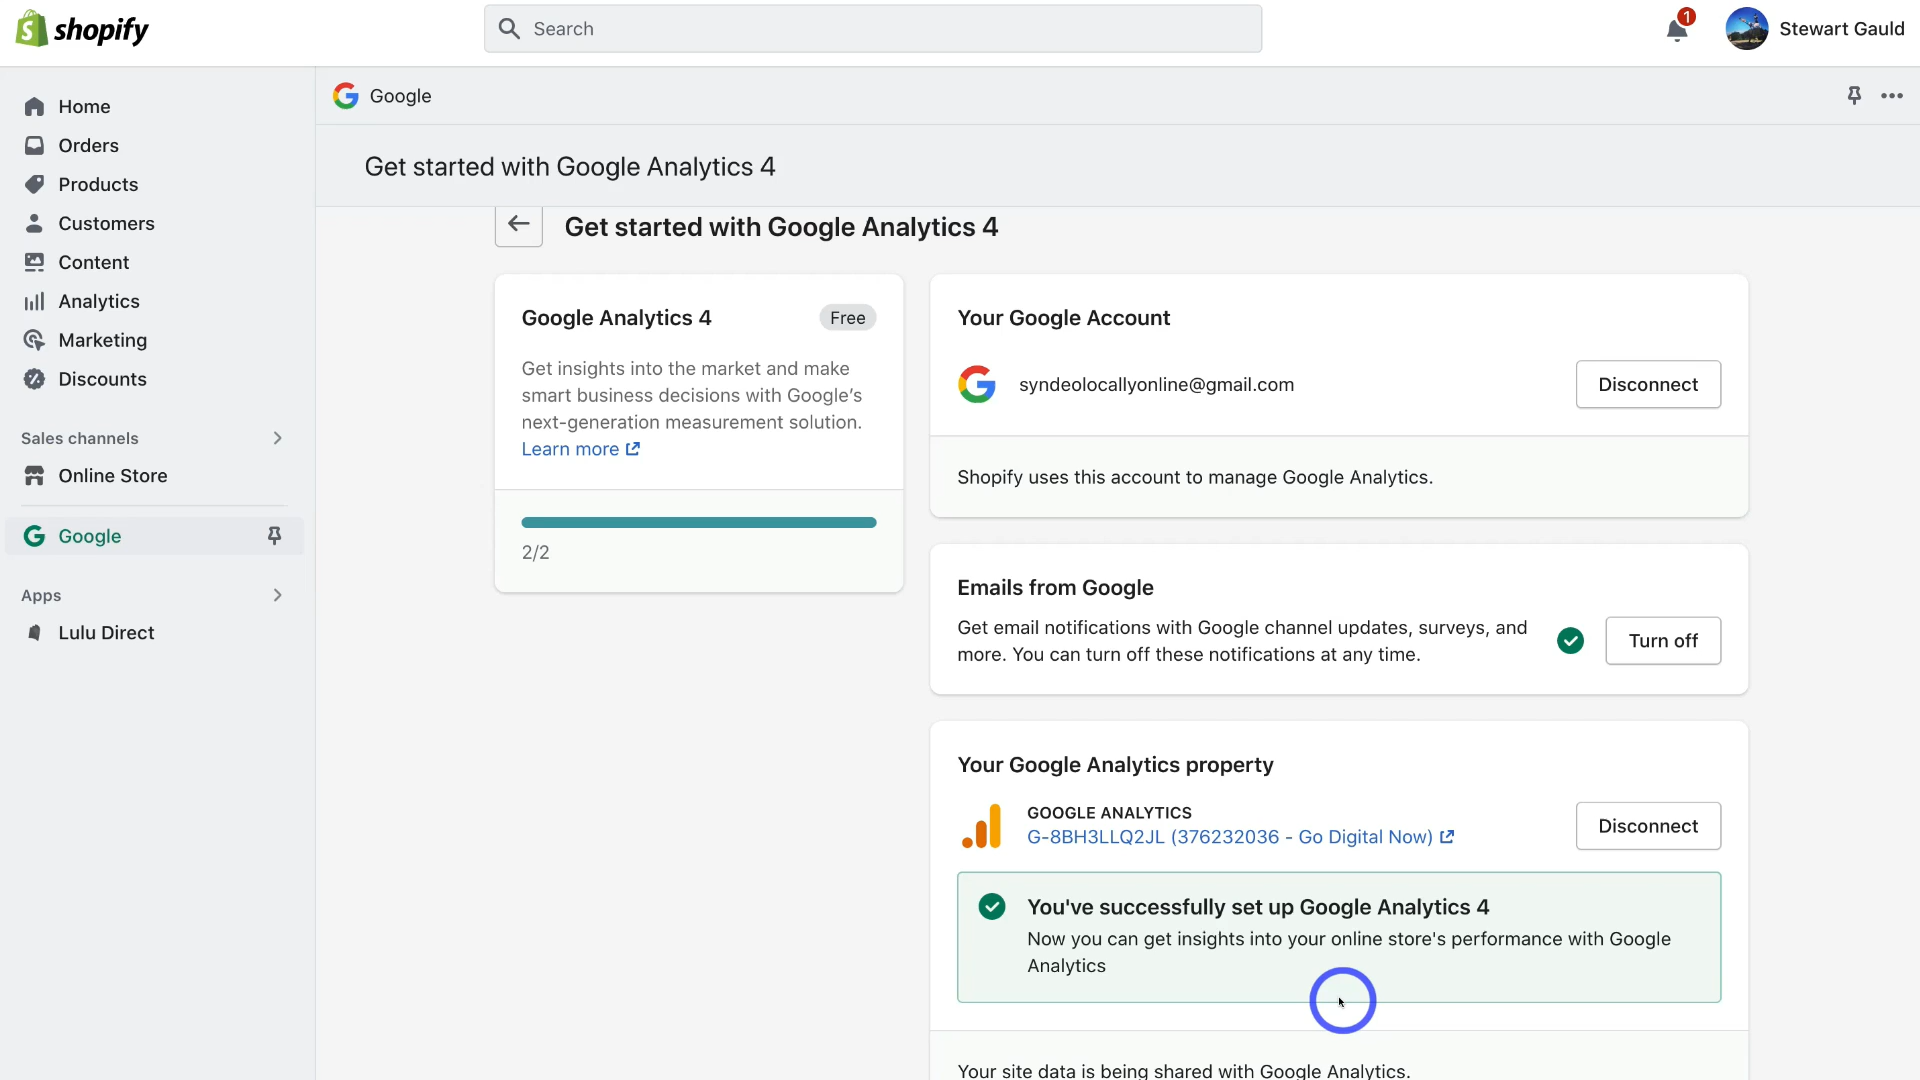 shopify
Search
1
Stewart Gauld
Home
Orders
Products
Customers
Content
Analytics
Marketing
Discounts
Sales channels
Online Store
Google
Apps
Lulu Direct
Google
Get started with Google Analytics 4
Get started with Google Analytics 4
Google Analytics 4
Free
Get insights into the market and make
smart business decisions with Google’s
next-generation measurement solution.
Learn more
2/2
Your Google Account
syndeolocallyonline@gmail.com
Disconnect
Shopify uses this account to manage Google Analytics.
Emails from Google
Get email notifications with Google channel updates, surveys, and
more. You can turn off these notifications at any time.
Turn off
Your Google Analytics property
GOOGLE ANALYTICS
G-8BH3LLQ2JL (376232036 - Go Digital Now)
Disconnect
You've successfully set up Google Analytics 4
Now you can get insights into your online store's performance with Google
Analytics
Your site data is being shared with Google Analytics.